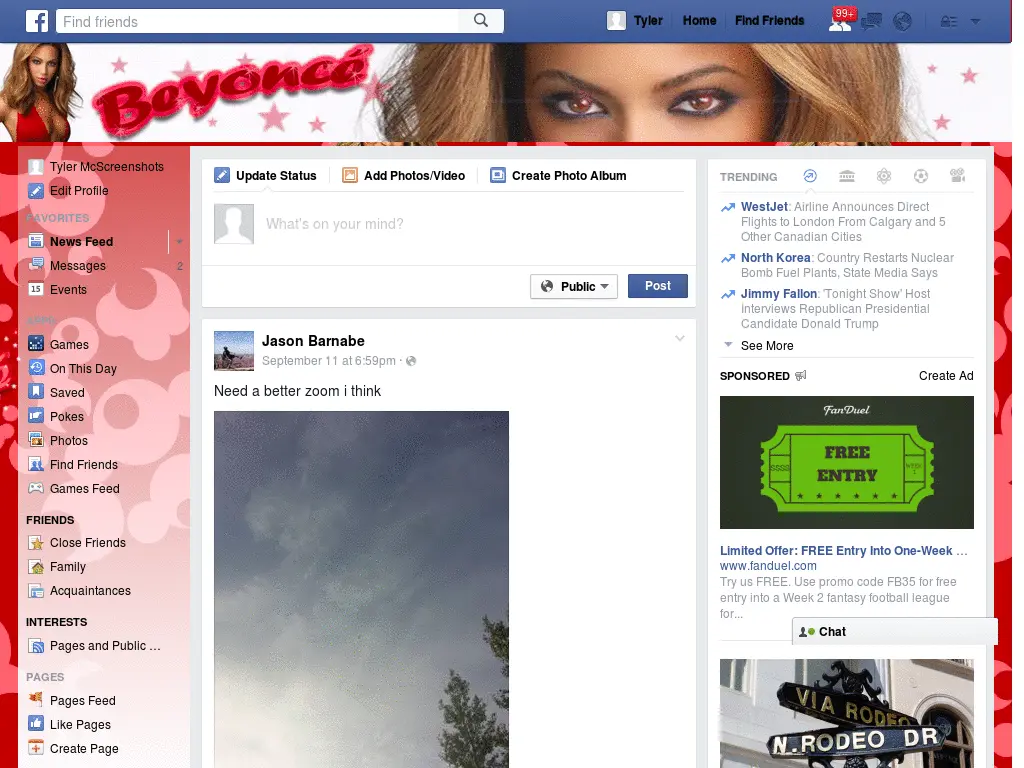 Find friends
Tyler
Home
Find Friends
99+
Beyoncé
Tyler McScreenshots
Edit Profile
FAVORITES
News Feed
Messages
2
15
Events
Games
On This Day
Saved
Pokes
Photos
Find Friends
Games Feed
FRIENDS
Close Friends
Family
Acquaintances
INTERESTS
Pages and Public ...
PAGES
Pages Feed
Like Pages
Create Page
Update Status
Add Photos/Video
Create Photo Album
What's on your mind?
Public
Post
Jason Barnabe
September 11 at 6:59pm ·
Need a better zoom i think
TRENDING
WestJet: Airline Announces Direct
Flights to London From Calgary and 5
Other Canadian Cities
North Korea: Country Restarts Nuclear
Bomb Fuel Plants, State Media Says
Jimmy Fallon: 'Tonight Show' Host
Interviews Republican Presidential
Candidate Donald Trump
See More
SPONSORED
Create Ad
FanDuel
FREE
ENTRY
Limited Offer: FREE Entry Into One-Week ...
www.fanduel.com
Try us FREE. Use promo code FB35 for free
entry into a Week 2 fantasy football league
for...
Chat
VIA RODEO
N. RODEO DR